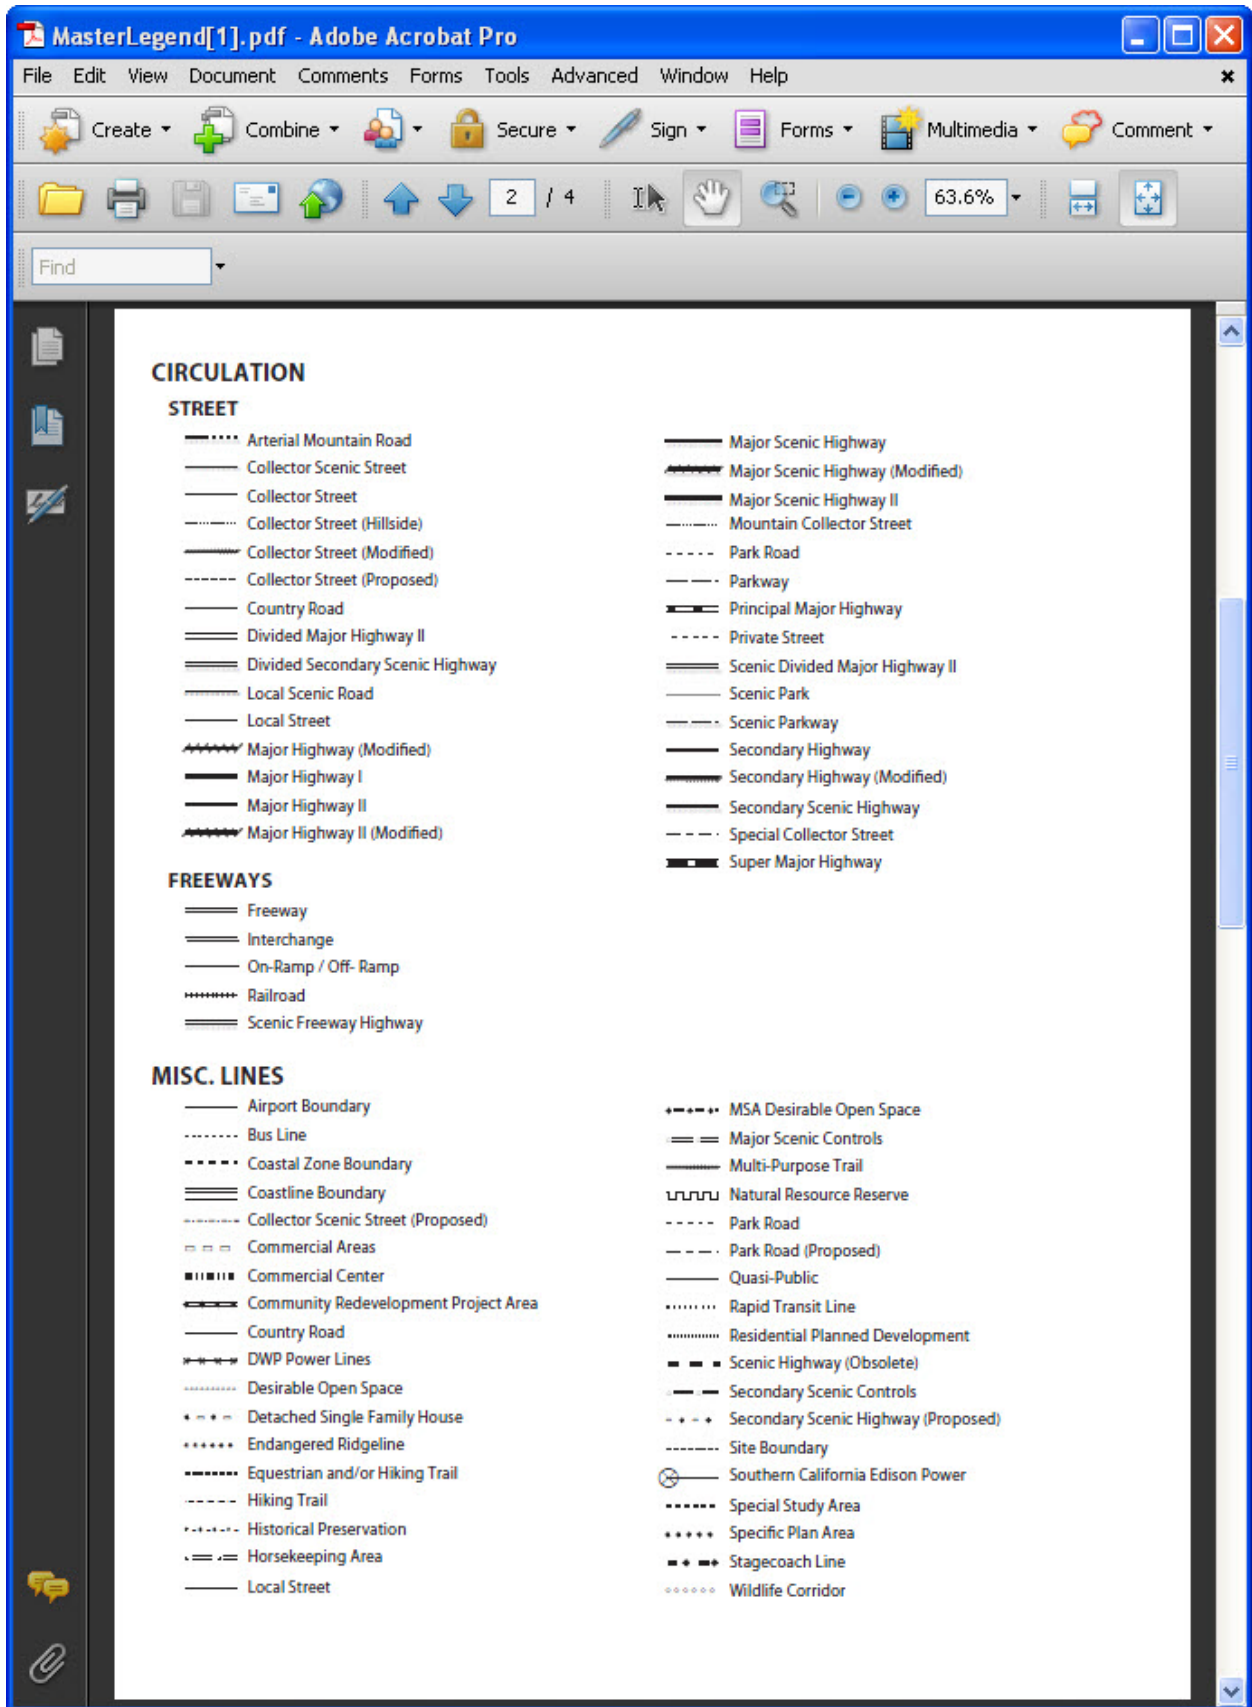 MasterLegend[1].pdf - Adobe Acrobat Pro
File Edit View Document Comments Forms Tools Advanced Window Help
Create Combine Secure Sign Forms Multimedia Comment
2 / 4 63.6%
Find
CIRCULATION
STREET
Arterial Mountain Road
Collector Scenic Street
Collector Street
Collector Street (Hillside)
Collector Street (Modified)
Collector Street (Proposed)
Country Road
Divided Major Highway II
Divided Secondary Scenic Highway
Local Scenic Road
Local Street
Major Highway (Modified)
Major Highway I
Major Highway II
Major Highway II (Modified)
Major Scenic Highway
Major Scenic Highway (Modified)
Major Scenic Highway II
Mountain Collector Street
Park Road
Parkway
Principal Major Highway
Private Street
Scenic Divided Major Highway II
Scenic Park
Scenic Parkway
Secondary Highway
Secondary Highway (Modified)
Secondary Scenic Highway
Special Collector Street
Super Major Highway
FREEWAYS
Freeway
Interchange
On-Ramp / Off- Ramp
Railroad
Scenic Freeway Highway
MISC. LINES
Airport Boundary
Bus Line
Coastal Zone Boundary
Coastline Boundary
Collector Scenic Street (Proposed)
Commercial Areas
Commercial Center
Community Redevelopment Project Area
Country Road
DWP Power Lines
Desirable Open Space
Detached Single Family House
Endangered Ridgeline
Equestrian and/or Hiking Trail
Hiking Trail
Historical Preservation
Horsekeeping Area
Local Street
MSA Desirable Open Space
Major Scenic Controls
Multi-Purpose Trail
Natural Resource Reserve
Park Road
Park Road (Proposed)
Quasi-Public
Rapid Transit Line
Residential Planned Development
Scenic Highway (Obsolete)
Secondary Scenic Controls
Secondary Scenic Highway (Proposed)
Site Boundary
Southern California Edison Power
Special Study Area
Specific Plan Area
Stagecoach Line
Wildlife Corridor